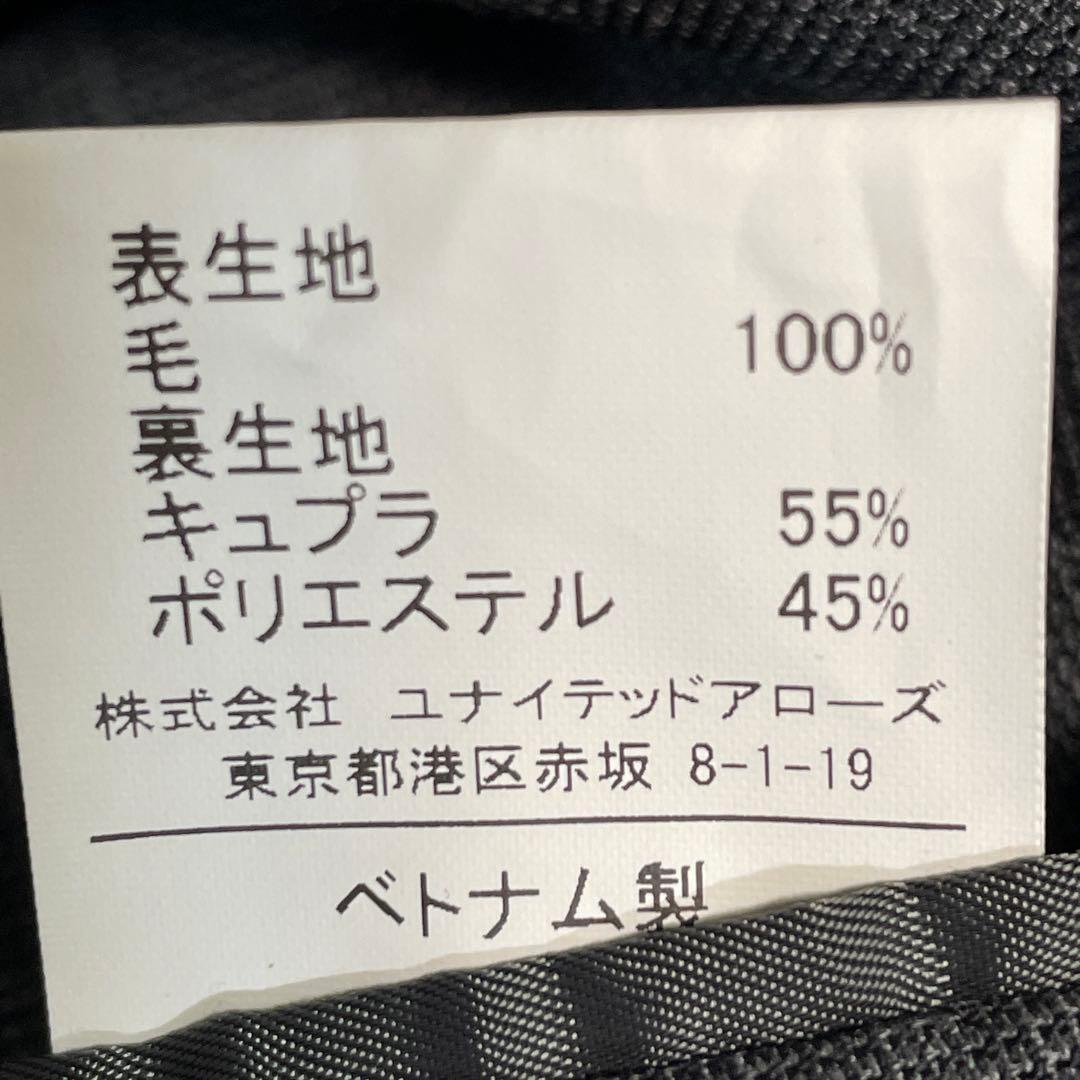 表生地
毛 100%
裏生地
キュプラ 55%
ポリエステル 45%
株式会社 ユナイテッドアローズ
東京都港区赤坂 8-1-19
ベトナム製